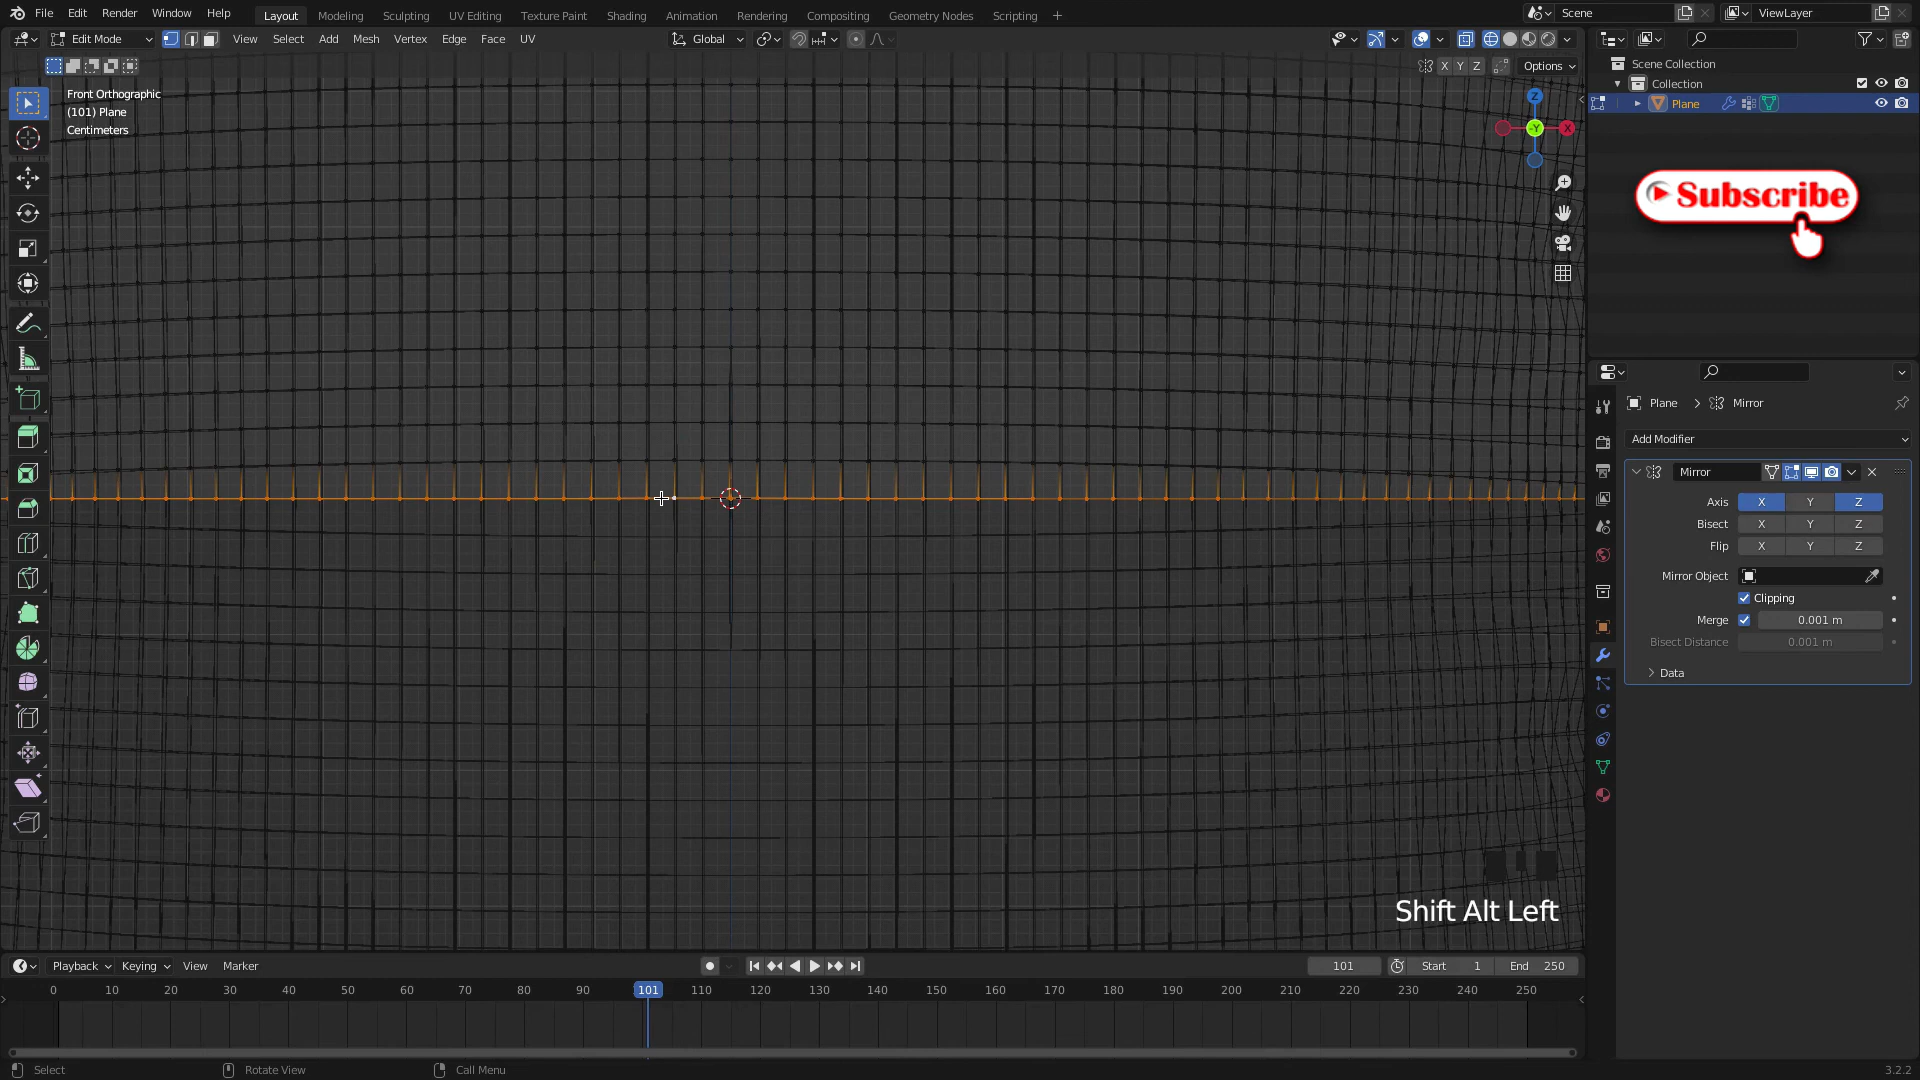 File Edit Render Window Help
Layout Modeling Sculpting UV Editing Texture Paint Shading Animation Rendering Compositing Geometry Nodes Scripting +
Scene
ViewLayer
Edit Mode View Select Add Mesh Vertex Edge Face UV
Global
X Y Z Options
Front Orthographic
(101) Plane
Centimeters
Z
-Y X
Scene Collection
Collection
Plane
Subscribe
Plane > Mirror
Add Modifier
Mirror
Axis X Y Z
Bisect X Y Z
Flip X Y Z
Mirror Object
Clipping
Merge 0.001 m
Bisect Distance 0.001 m
Data
Shift Alt Left
Playback Keying View Marker
101 Start 1 End 250
0 10 20 30 40 50 60 70 80 90 101 110 120 130 140 150 160 170 180 190 200 210 220 230 240 250
Select Rotate View Call Menu 3.2.2